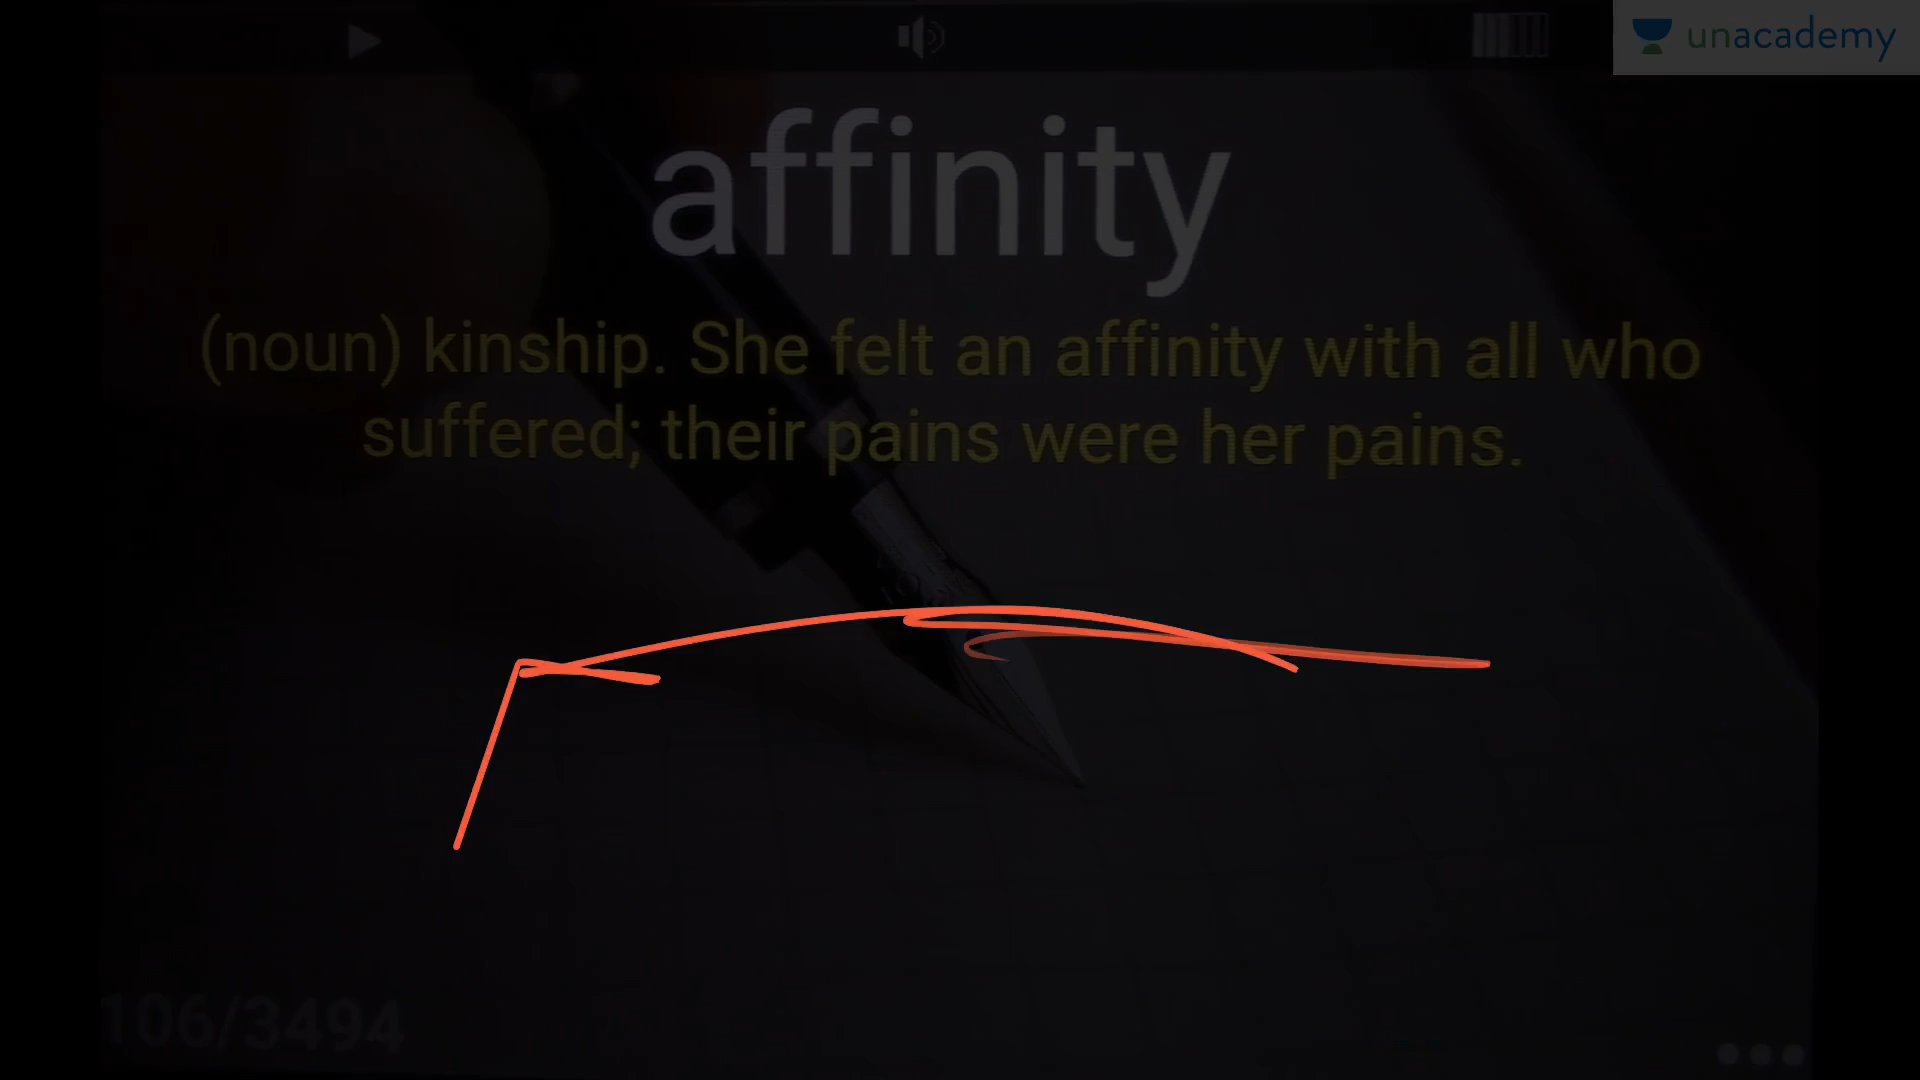 unacademy
affinity
(noun) kinship. She felt an affinity with all who
suffered; their pains were her pains.
106/3494